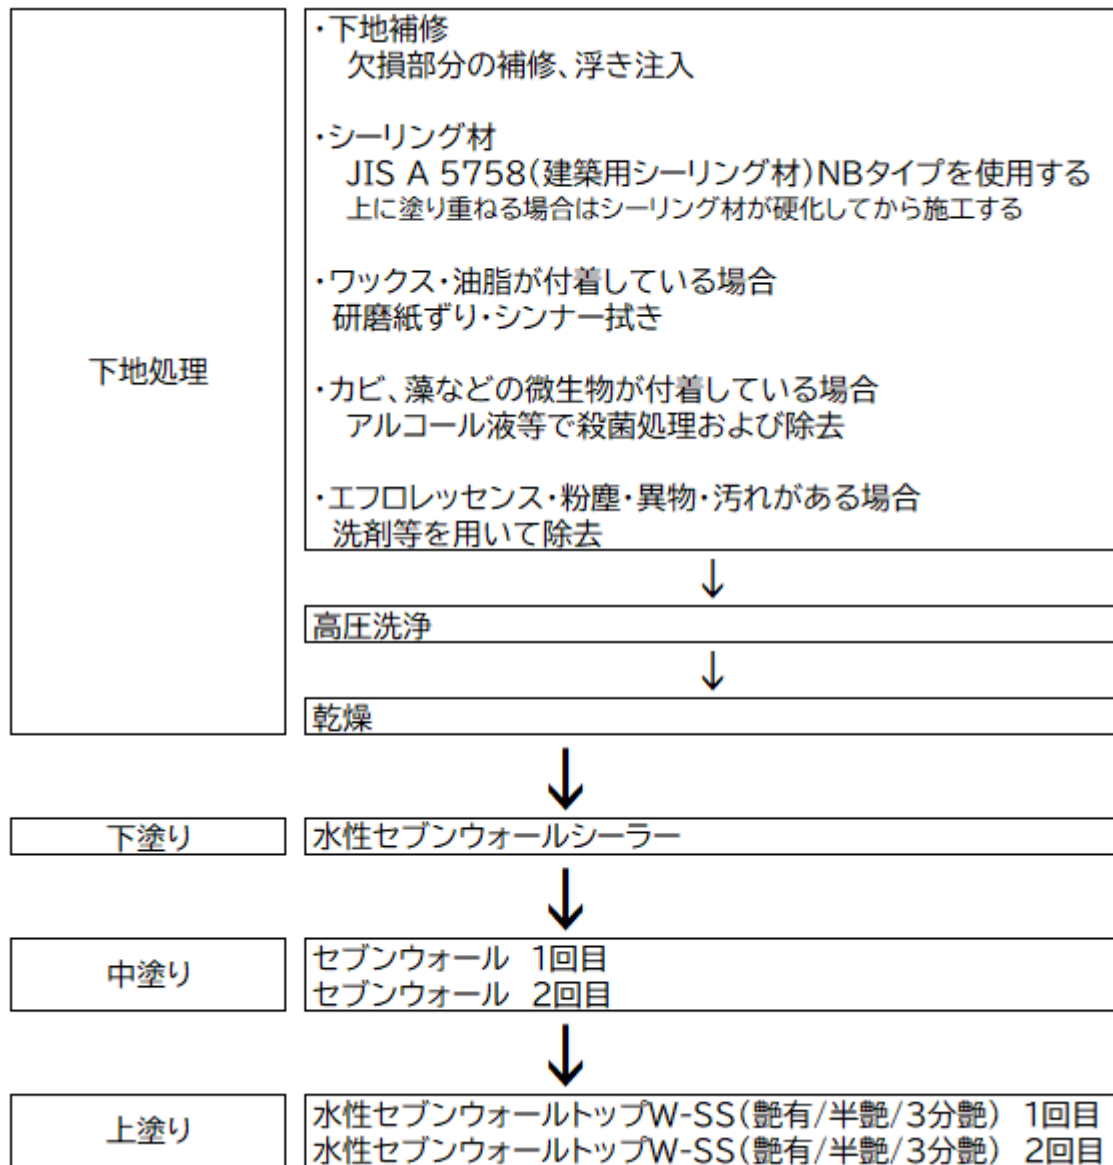 下地処理
・下地補修
欠損部分の補修、浮き注入
・シーリング材
JIS A 5758(建築用シーリング材)NBタイプを使用する
上に塗り重ねる場合はシーリング材が硬化してから施工する
・ワックス・油脂が付着している場合
研磨紙ずり・シンナー拭き
・カビ、藻などの微生物が付着している場合
アルコール液等で殺菌処理および除去
・エフロレッセンス・粉塵・異物・汚れがある場合
洗剤等を用いて除去
↓
高圧洗浄
↓
乾燥
↓
下塗り
水性セブンウォールシーラー
↓
中塗り
セブンウォール 1回目
セブンウォール 2回目
↓
上塗り
水性セブンウォールトップW-SS(艶有/半艶/3分艶) 1回目
水性セブンウォールトップW-SS(艶有/半艶/3分艶) 2回目